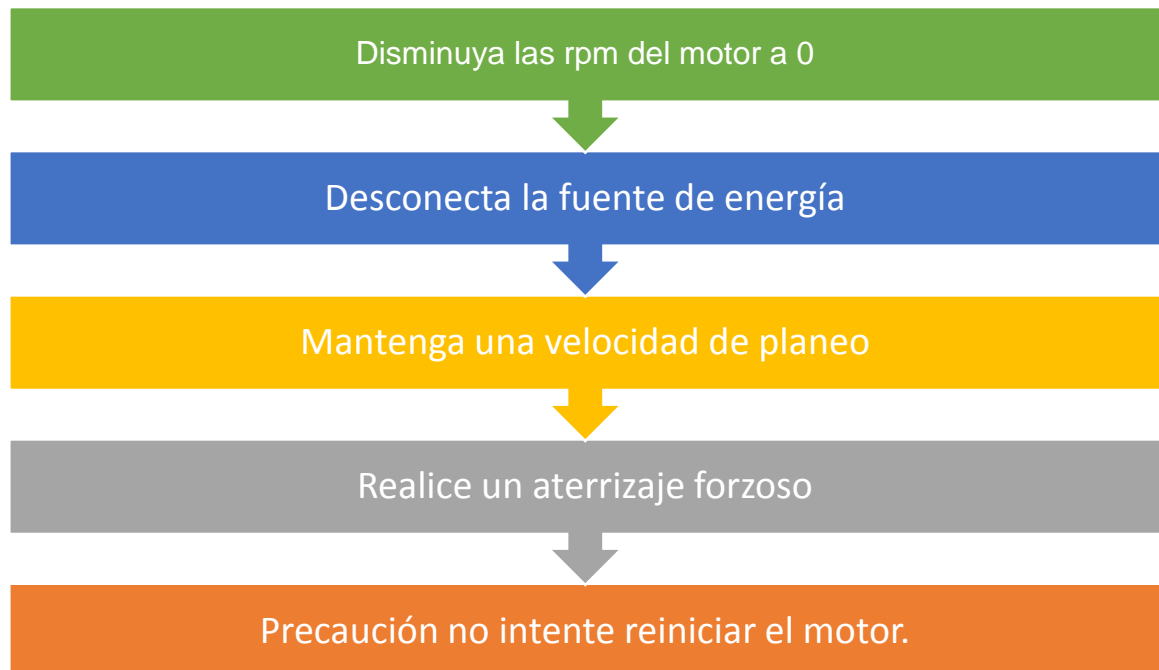 Disminuya las rpm del motor a 0
Desconecta la fuente de energía
Mantenga una velocidad de planeo
Realice un aterrizaje forzoso
Precaución no intente reiniciar el motor.